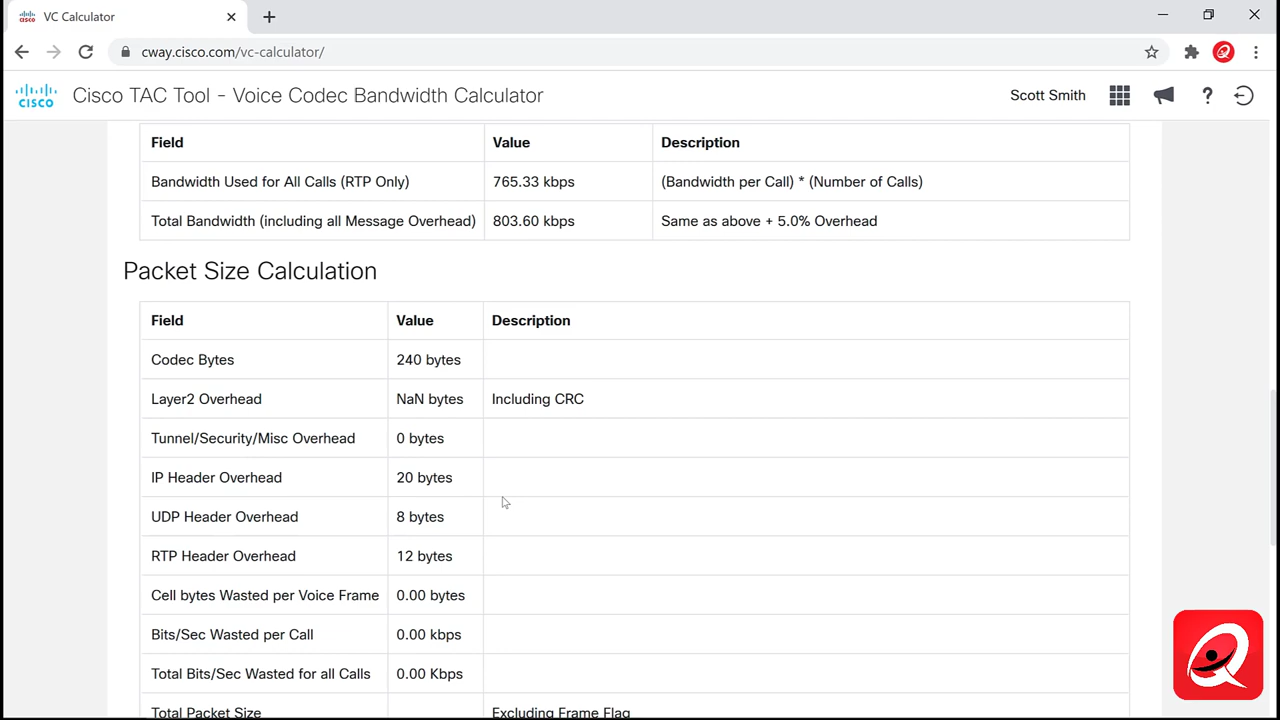 VC Calculator
cway.cisco.com/vc-calculator/
CISCO Cisco TAC Tool - Voice Codec Bandwidth Calculator Scott Smith ?
Field Value Description
Bandwidth Used for All Calls (RTP Only) 765.33 kbps (Bandwidth per Call) * (Number of Calls)
Total Bandwidth (including all Message Overhead) 803.60 kbps Same as above + 5.0% Overhead
Packet Size Calculation
Field Value Description
Codec Bytes 240 bytes
Layer2 Overhead NaN bytes Including CRC
Tunnel/Security/Misc Overhead 0 bytes
IP Header Overhead 20 bytes
UDP Header Overhead 8 bytes
RTP Header Overhead 12 bytes
Cell bytes Wasted per Voice Frame 0.00 bytes
Bits/Sec Wasted per Call 0.00 kbps
Total Bits/Sec Wasted for all Calls 0.00 Kbps
Total Packet Size Excluding Frame Flag